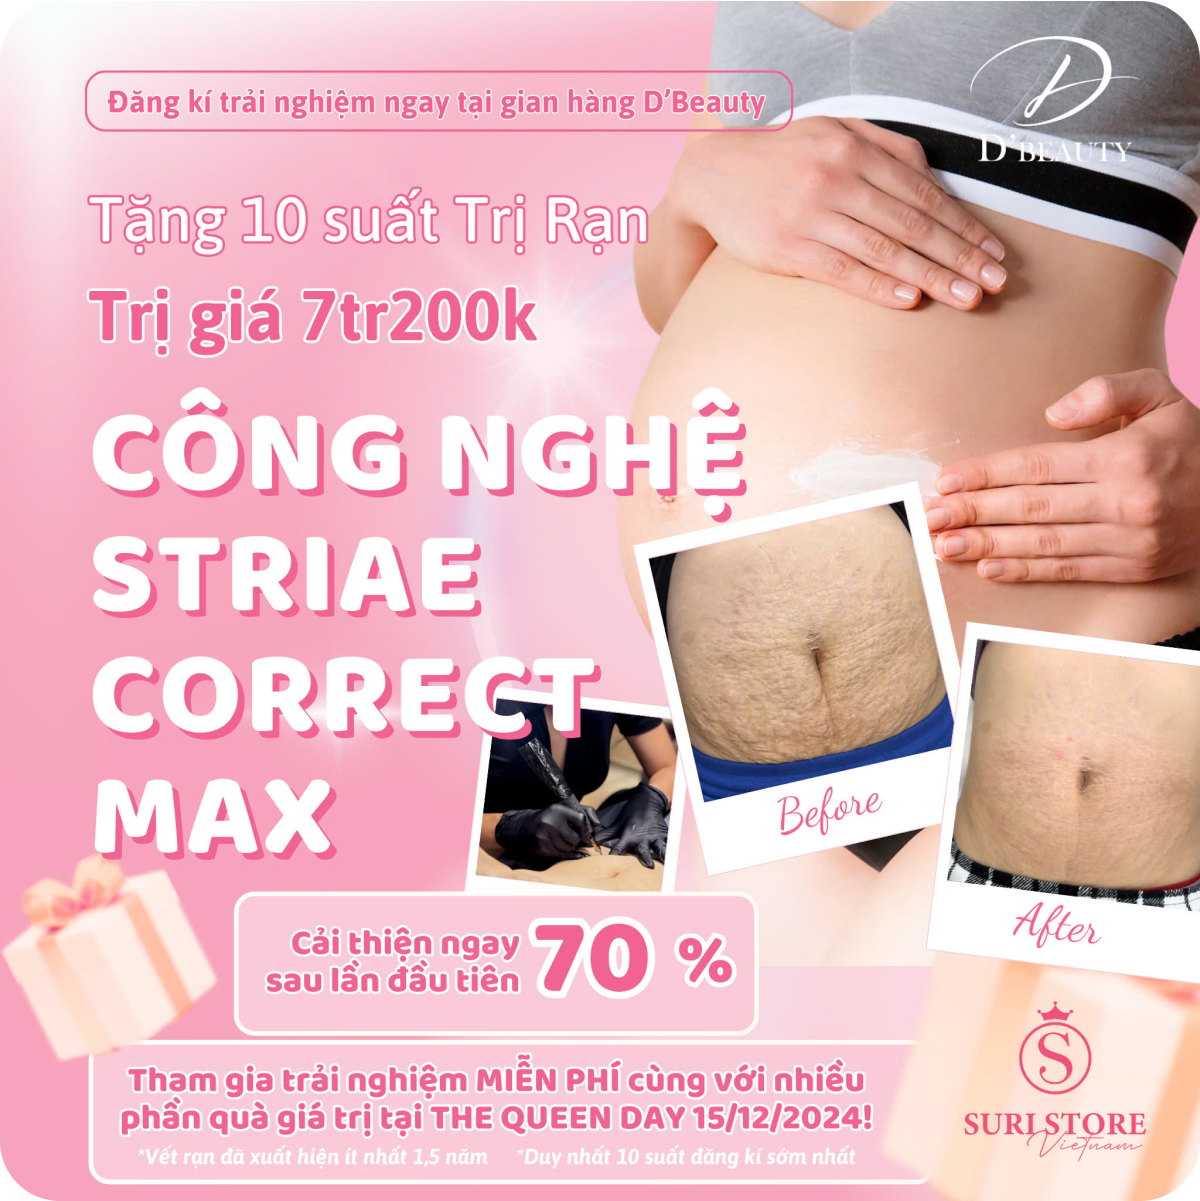 Đăng kí trải nghiệm ngay tại gian hàng D’Beauty
D
D’BEAUTY
Tặng 10 suất Trị Rạn
Trị giá 7tr200k
CÔNG NGHỆ
STRIAE
CORRECT
MAX
Before
After
Cải thiện ngay
sau lần đầu tiên
70 %
Tham gia trải nghiệm MIỄN PHÍ cùng với nhiều
phần quà giá trị tại THE QUEEN DAY 15/12/2024!
*Vết rạn đã xuất hiện ít nhất 1,5 năm *Duy nhất 10 suất đăng kí sớm nhất
S
SURI STORE
Vietnam